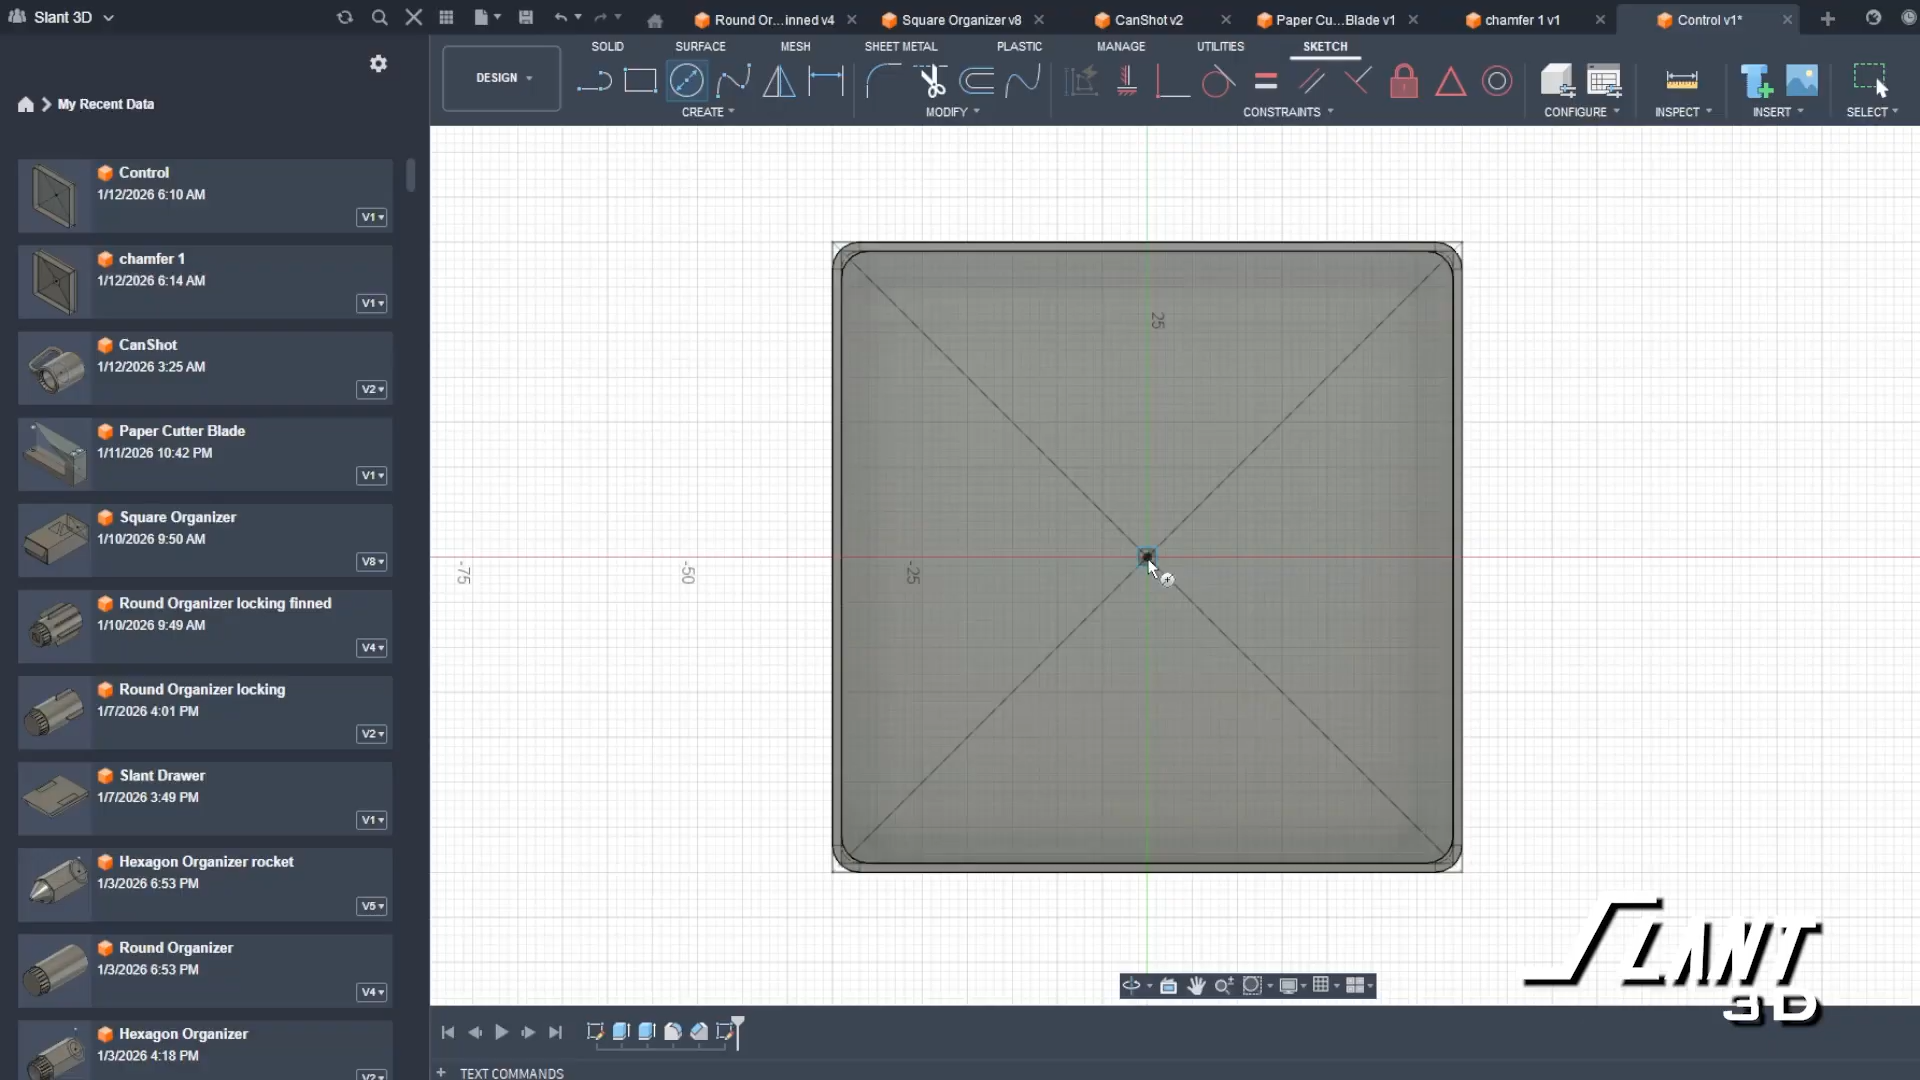 Slant 3D
Round Or...inned v4
Square Organizer v8
CanShot v2
Paper Cu...Blade v1
chamfer 1 v1
Control v1*
My Recent Data
DESIGN
SOLID
SURFACE
MESH
SHEET METAL
PLASTIC
MANAGE
UTILITIES
SKETCH
CREATE
MODIFY
CONSTRAINTS
CONFIGURE
INSPECT
INSERT
SELECT
Control
1/12/2026 6:10 AM
V1
chamfer 1
1/12/2026 6:14 AM
V1
CanShot
1/12/2026 3:25 AM
V2
Paper Cutter Blade
1/11/2026 10:42 PM
V1
Square Organizer
1/10/2026 9:50 AM
V8
Round Organizer locking finned
1/10/2026 9:49 AM
V4
Round Organizer locking
1/7/2026 4:01 PM
V2
Slant Drawer
1/7/2026 3:49 PM
V1
Hexagon Organizer rocket
1/3/2026 6:53 PM
V5
Round Organizer
1/3/2026 6:53 PM
V4
Hexagon Organizer
1/3/2026 4:18 PM
V2
25
-75
-50
-25
SLANT
3D
TEXT COMMANDS